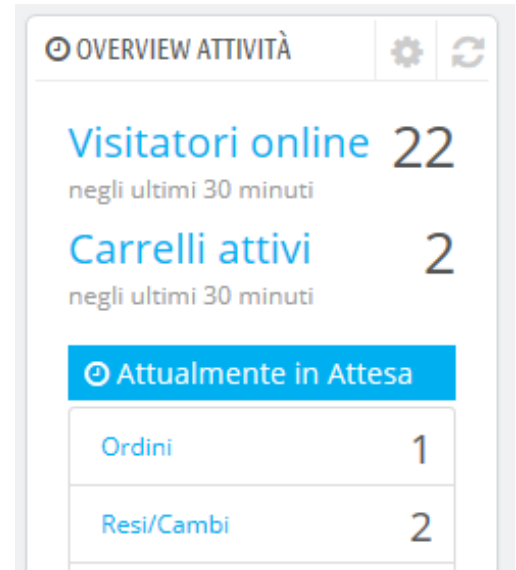 OVERVIEW ATTIVITÀ
Visitatori online 22
negli ultimi 30 minuti
Carrelli attivi 2
negli ultimi 30 minuti
Attualmente in Attesa
Ordini 1
Resi/Cambi 2